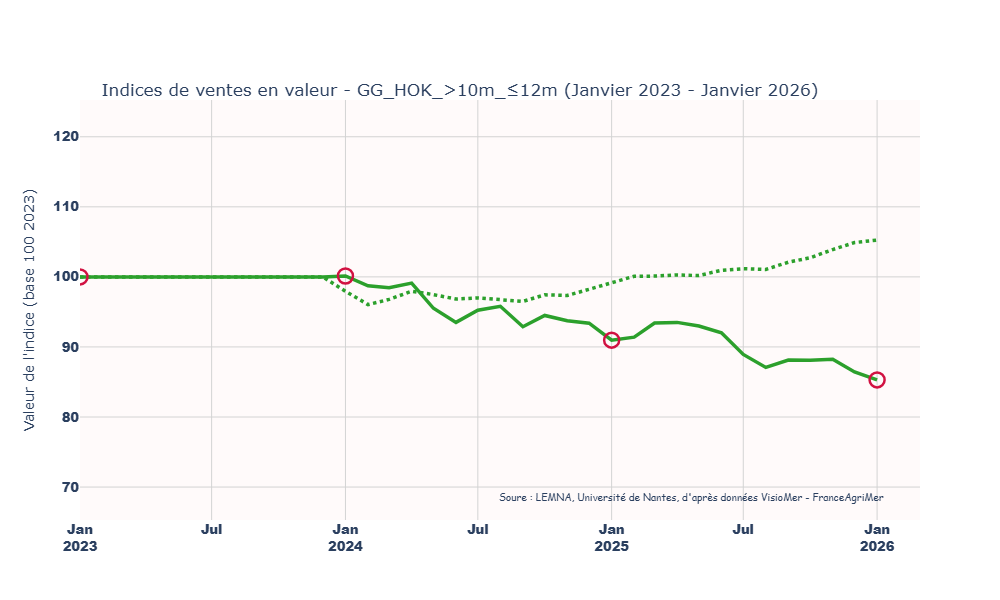 Indices de ventes en valeur - GG_HOK_>10m_≤12m (Janvier 2023 - Janvier 2026)
Valeur de l'indice (base 100 2023)
120
110
100
90
80
70
Soure : LEMNA, Université de Nantes, d'après données VisioMer - FranceAgriMer
Jan Jul Jan Jul Jan Jul Jan
2023 2024 2025 2026